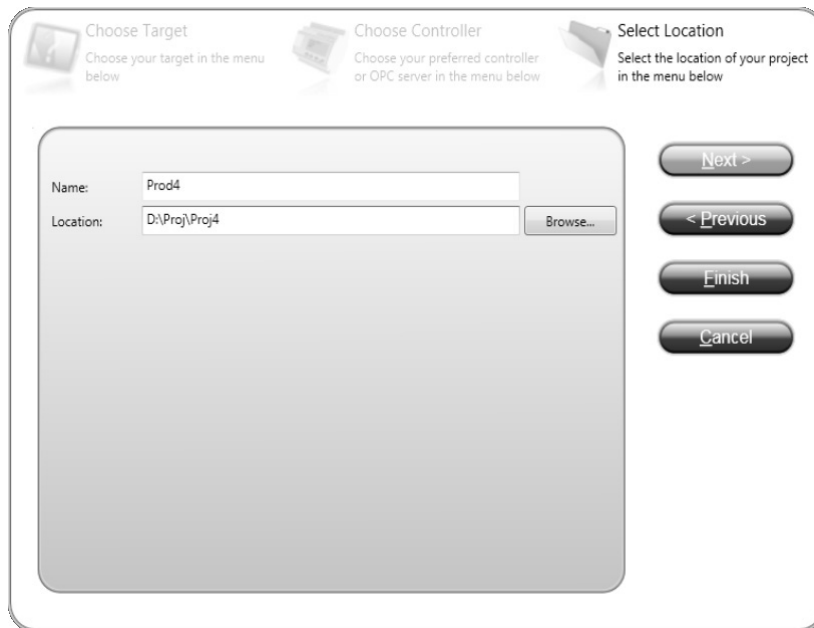 Choose Target
Choose your target in the menu
below
Choose Controller
Choose your preferred controller
or OPC server in the menu below
Select Location
Select the location of your project
in the menu below
Name:
Prod4
Location:
D:\Proj\Proj4
Browse...
Next >
< Previous
Finish
Cancel